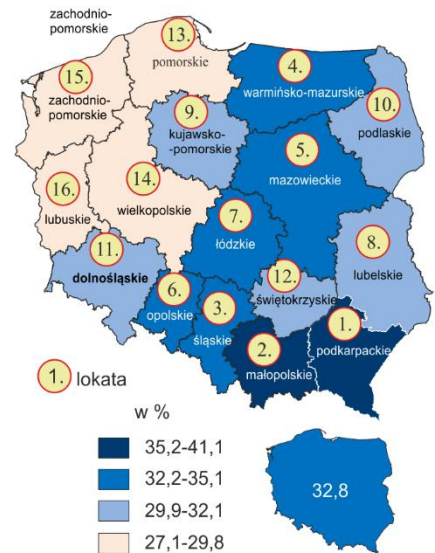 zachodnio-
pomorskie
13.
pomorskie
15.
zachodnio-
pomorskie
4.
warmińsko-mazurskie
9.
kujawsko-
-pomorskie
10.
podlaskie
5.
mazowieckie
16.
lubuskie
14.
wielkopolskie
7.
łódzkie
8.
lubelskie
11.
dolnośląskie
6.
opolskie
3.
śląskie
12.
świętokrzyskie
2.
małopolskie
1.
podkarpackie
1. lokata
w %
35,2-41,1
32,2-35,1
29,9-32,1
27,1-29,8
32,8